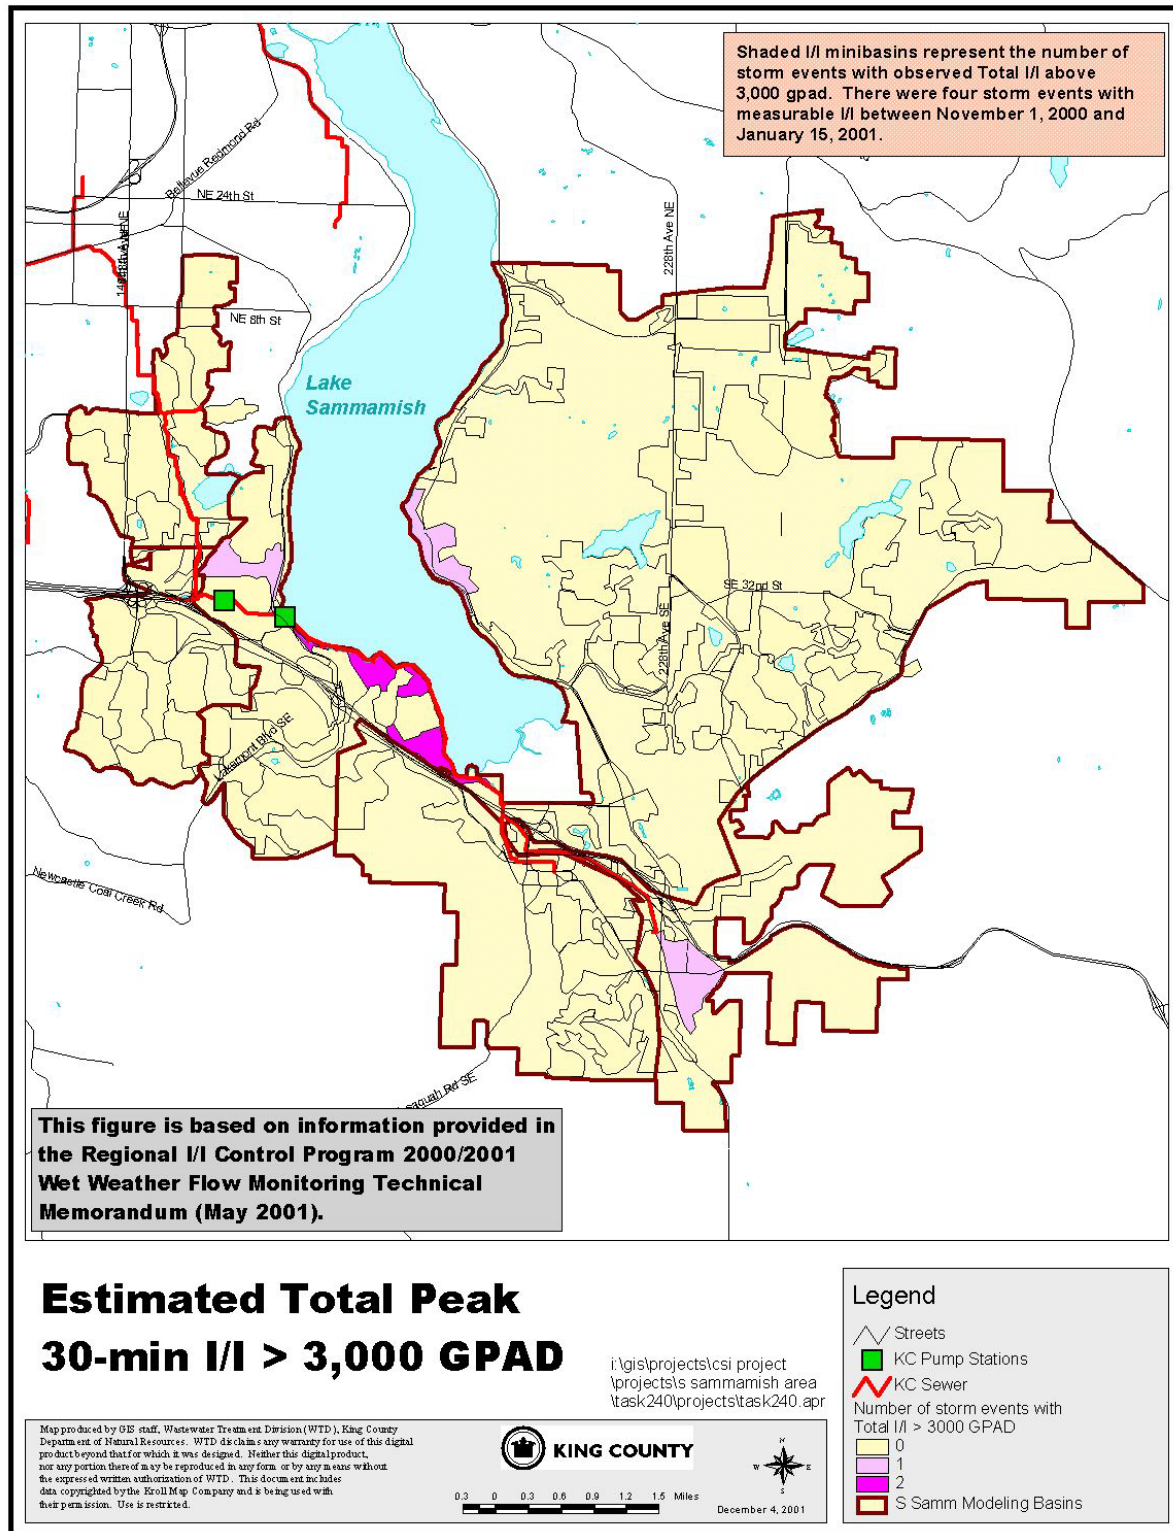 Shaded I/I minibasins represent the number of
storm events with observed Total I/I above
3,000 gpad. There were four storm events with
measurable I/I between November 1, 2000 and
January 15, 2001.
Bellevue Redmond Rd
NE 24th St
228th Ave NE
NE 8th St
Lake
Sammamish
SE 32nd St
228th Ave SE
Lakemont Blvd SE
Newcastle Coal Creek Rd
saquah Rd SE
This figure is based on information provided in
the Regional I/I Control Program 2000/2001
Wet Weather Flow Monitoring Technical
Memorandum (May 2001).
Estimated Total Peak
30-min I/I > 3,000 GPAD
i:\gis\projects\csi project
\projects\s sammamish area
\task240\projects\task240.apr
Map produced by GIS staff, Wastewater Treatment Division (WTD), King County
Department of Natural Resources. WTD disclaims any warranty for use of this digital
product beyond that for which it was designed. Neither this digital product,
nor any portion thereof may be reproduced in any form or by any means without
the expressed written authorization of WTD. This document includes
data copyrighted by the Kroll Map Company and is being used with
their permission. Use is restricted.
KING COUNTY
0.3 0 0.3 0.6 0.9 1.2 1.5 Miles
N
W E
S
December 4, 2001
Legend
Streets
KC Pump Stations
KC Sewer
Number of storm events with
Total I/I > 3000 GPAD
0
1
2
S Samm Modeling Basins